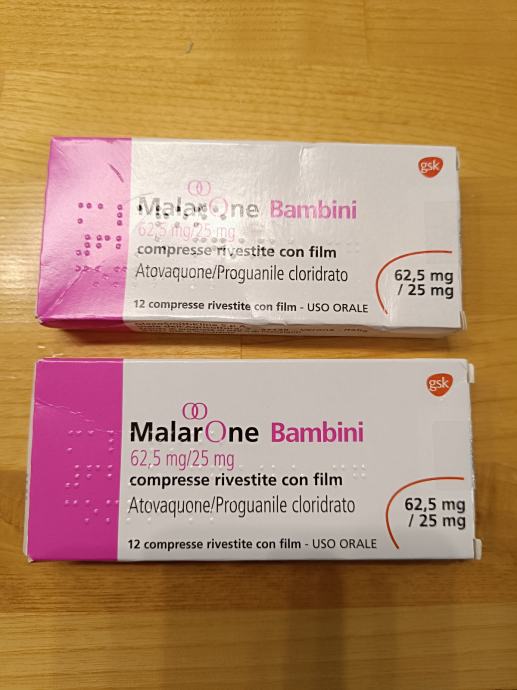 gsk
MalarOne Bambini
62,5 mg/25 mg
compresse rivestite con film
Atovaquone/Proguanile cloridrato
62,5 mg
/ 25 mg
12 compresse rivestite con film - USO ORALE
Verona - Italia
gsk
MalarOne Bambini
62,5 mg/25 mg
compresse rivestite con film
Atovaquone/Proguanile cloridrato
62,5 mg
/ 25 mg
12 compresse rivestite con film - USO ORALE